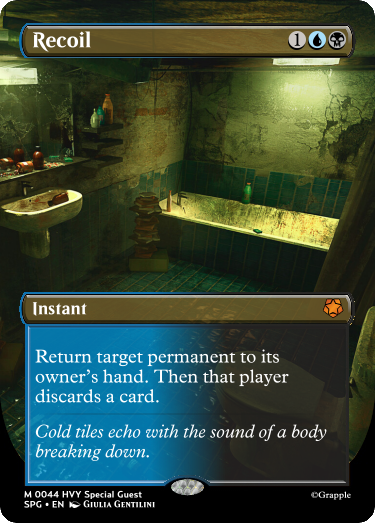 Recoil 1
Instant
Return target permanent to its
owner's hand. Then that player
discards a card.
Cold tiles echo with the sound of a body
breaking down.
M 0044 HVY Special Guest
SPG • EN Giulia Gentilini
©Grapple